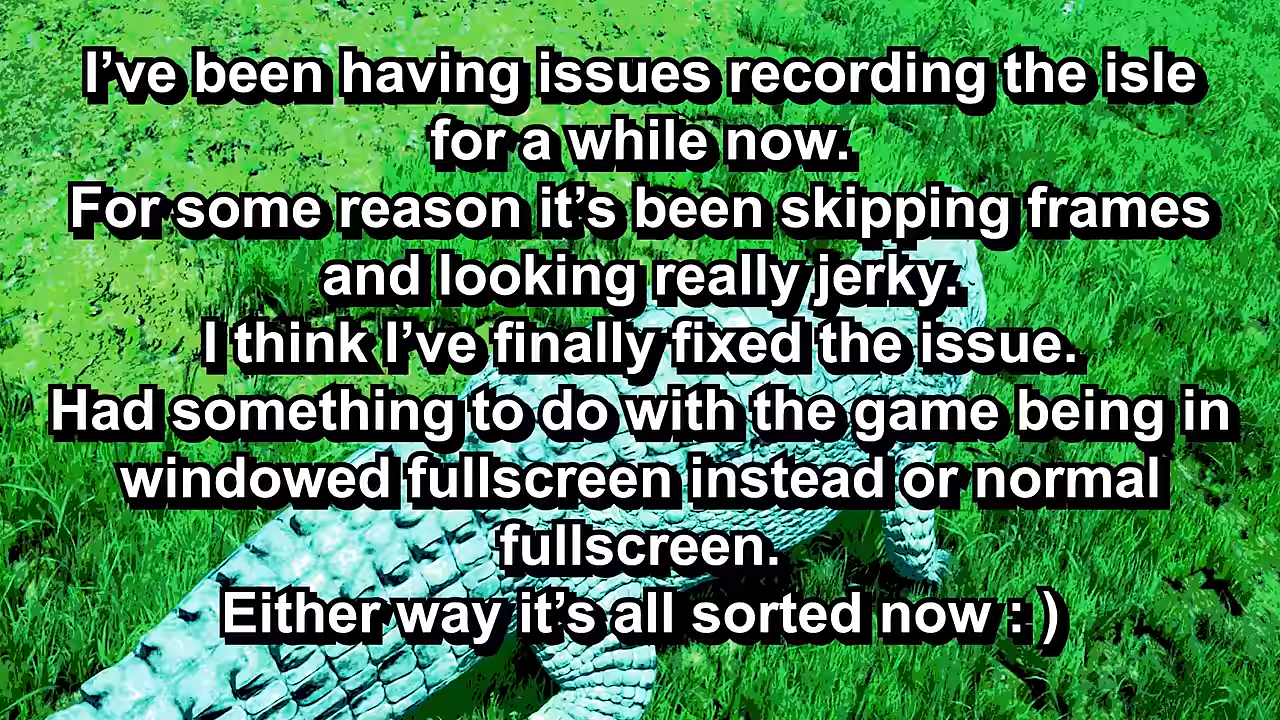 I’ve been having issues recording the isle
for a while now.
For some reason it’s been skipping frames
and looking really jerky.
I think I’ve finally fixed the issue.
Had something to do with the game being in
windowed fullscreen instead or normal
fullscreen.
Either way it’s all sorted now : )